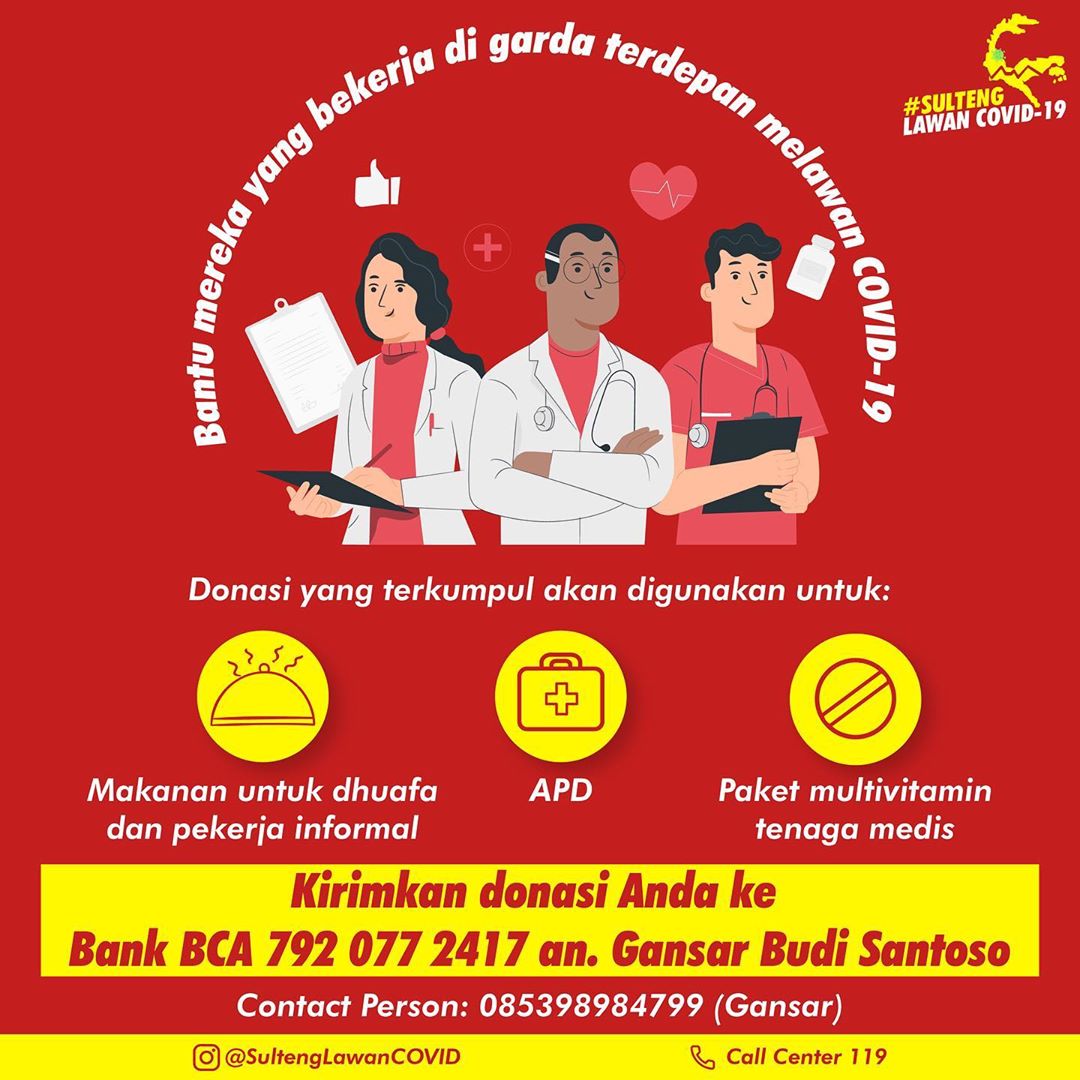 Bantu mereka yang bekerja di garda terdepan melawan COVID-19
#SULTENG
LAWAN COVID-19
Donasi yang terkumpul akan digunakan untuk:
Makanan untuk dhuafa
dan pekerja informal
APD
Paket multivitamin
tenaga medis
Kirimkan donasi Anda ke
Bank BCA 792 077 2417 an. Gansar Budi Santoso
Contact Person: 085398984799 (Gansar)
@SultengLawanCOVID
Call Center 119